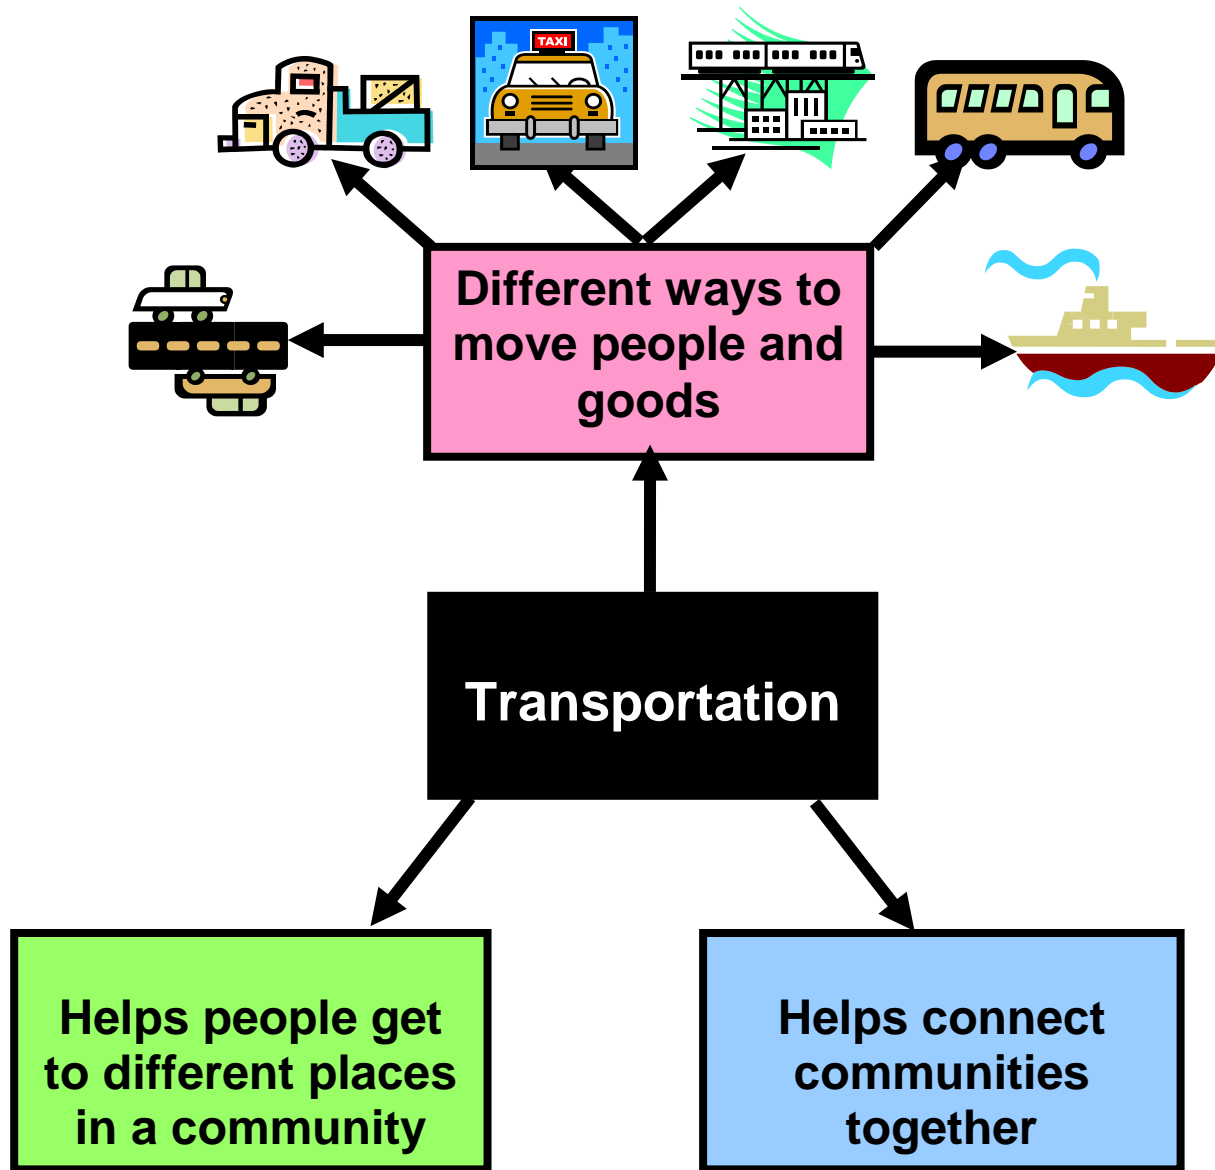 TAXI
Different ways to
move people and
goods
Transportation
Helps people get
to different places
in a community
Helps connect
communities
together